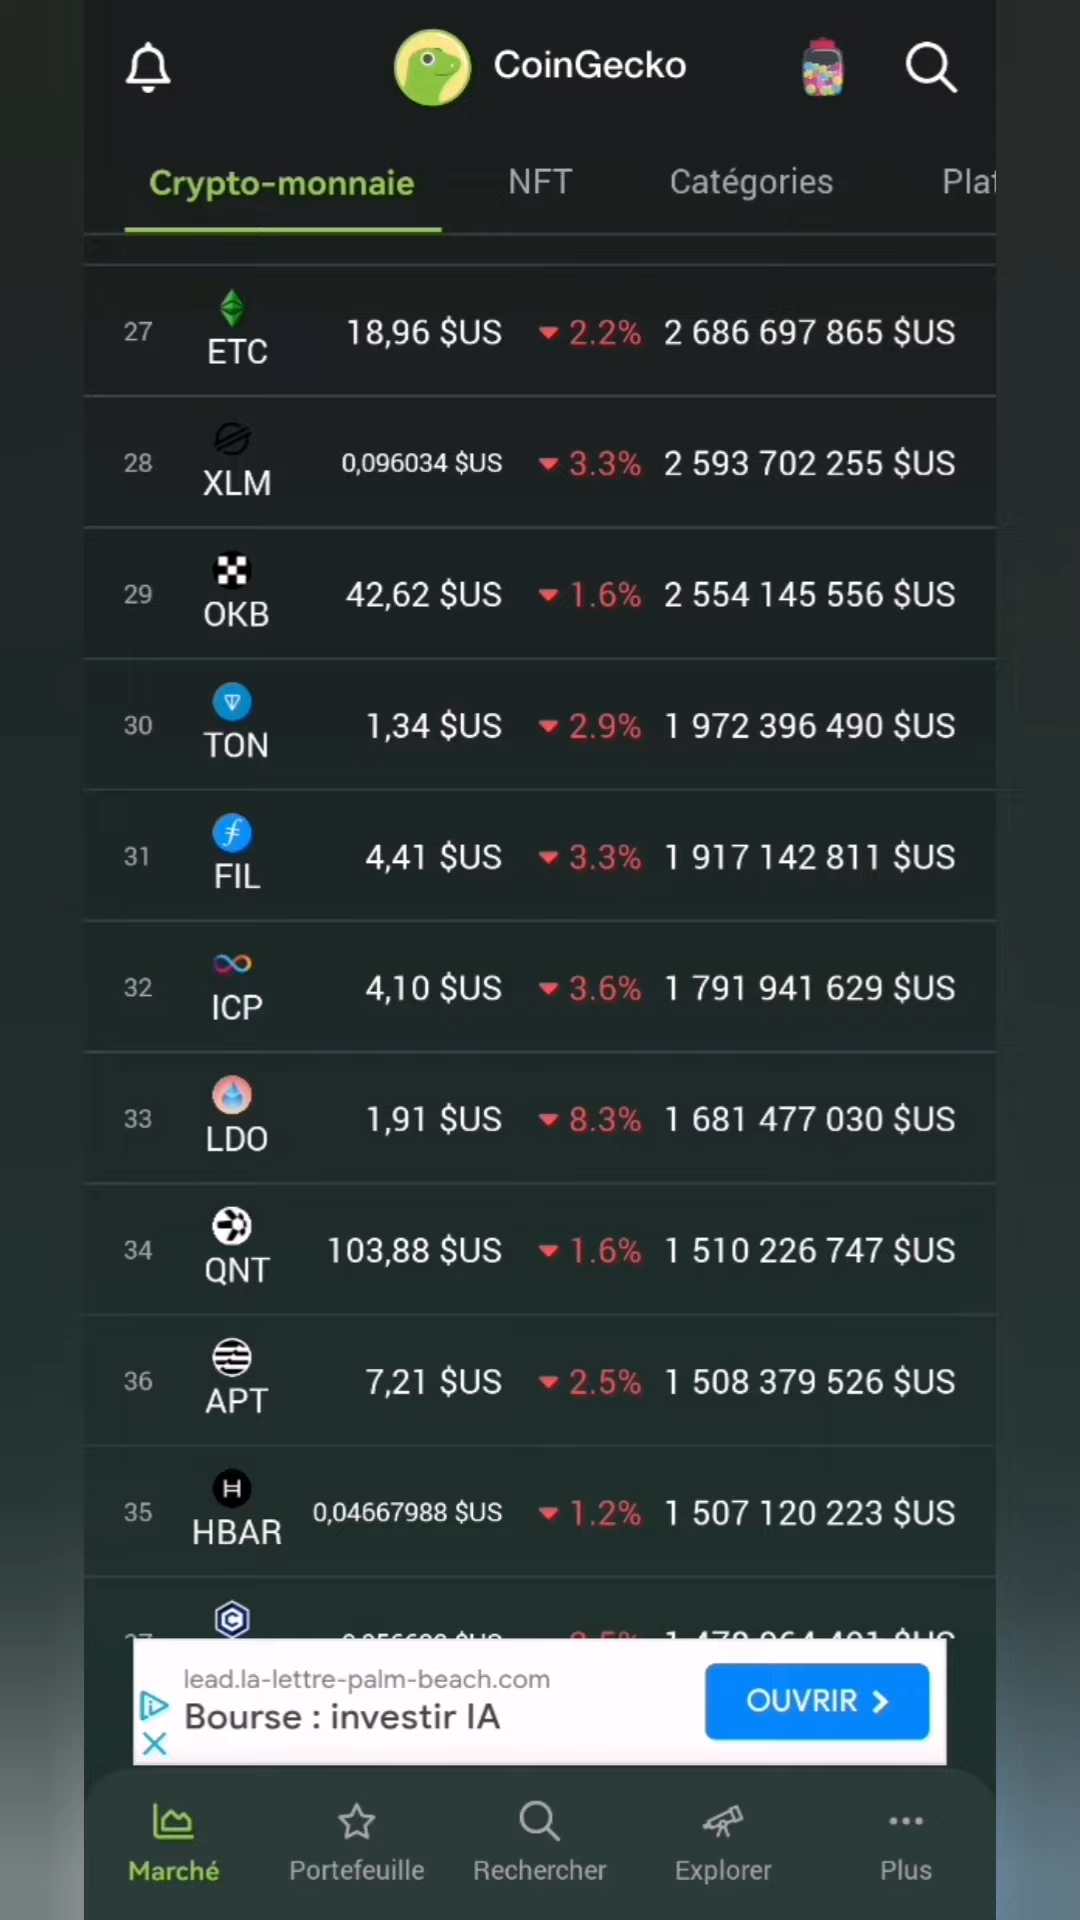 CoinGecko
Crypto-monnaie NFT Catégories Plat
27 ETC 18,96 $US 2.2% 2 686 697 865 $US
28 XLM 0,096034 $US 3.3% 2 593 702 255 $US
29 OKB 42,62 $US 1.6% 2 554 145 556 $US
30 TON 1,34 $US 2.9% 1 972 396 490 $US
31 FIL 4,41 $US 3.3% 1 917 142 811 $US
32 ICP 4,10 $US 3.6% 1 791 941 629 $US
33 LDO 1,91 $US 8.3% 1 681 477 030 $US
34 QNT 103,88 $US 1.6% 1 510 226 747 $US
36 APT 7,21 $US 2.5% 1 508 379 526 $US
35 HBAR 0,04667988 $US 1.2% 1 507 120 223 $US
lead.la-lettre-palm-beach.com
Bourse : investir IA
OUVRIR
Marché Portefeuille Rechercher Explorer Plus